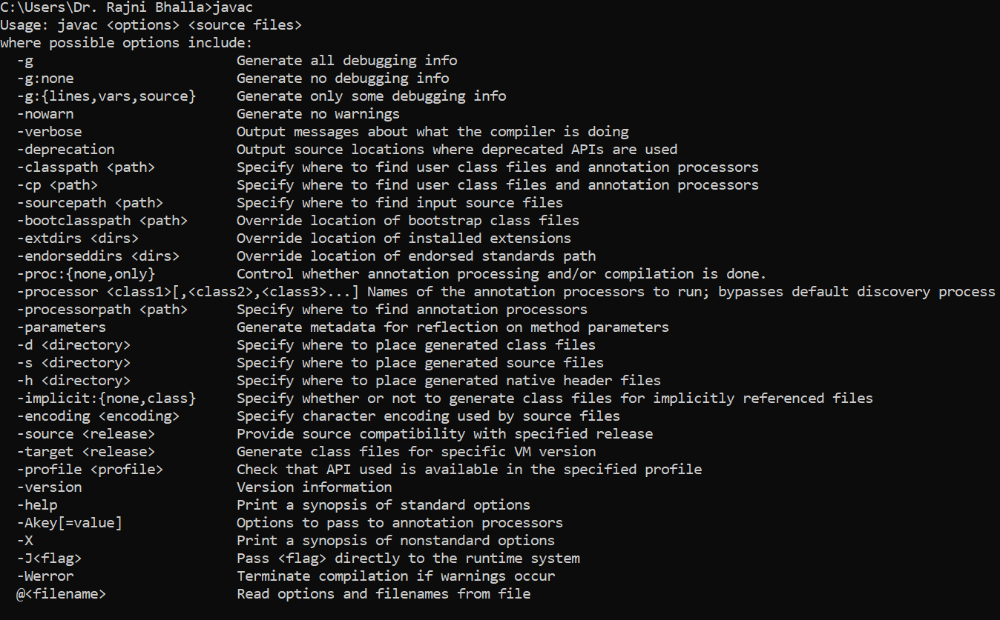 C:\Users\Dr. Rajni Bhalla>javac
Usage: javac <options> <source files>
where possible options include:
  -g                         Generate all debugging info
  -g:none                    Generate no debugging info
  -g:{lines,vars,source}     Generate only some debugging info
  -nowarn                    Generate no warnings
  -verbose                   Output messages about what the compiler is doing
  -deprecation               Output source locations where deprecated APIs are used
  -classpath <path>          Specify where to find user class files and annotation processors
  -cp <path>                 Specify where to find user class files and annotation processors
  -sourcepath <path>         Specify where to find input source files
  -bootclasspath <path>      Override location of bootstrap class files
  -extdirs <dirs>            Override location of installed extensions
  -endorseddirs <dirs>       Override location of endorsed standards path
  -proc:{none,only}          Control whether annotation processing and/or compilation is done.
  -processor <class1>[,<class2>,<class3>...] Names of the annotation processors to run; bypasses default discovery process
  -processorpath <path>      Specify where to find annotation processors
  -parameters                Generate metadata for reflection on method parameters
  -d <directory>             Specify where to place generated class files
  -s <directory>             Specify where to place generated source files
  -h <directory>             Specify where to place generated native header files
  -implicit:{none,class}     Specify whether or not to generate class files for implicitly referenced files
  -encoding <encoding>       Specify character encoding used by source files
  -source <release>          Provide source compatibility with specified release
  -target <release>          Generate class files for specific VM version
  -profile <profile>         Check that API used is available in the specified profile
  -version                   Version information
  -help                      Print a synopsis of standard options
  -Akey[=value]              Options to pass to annotation processors
  -X                         Print a synopsis of nonstandard options
  -J<flag>                   Pass <flag> directly to the runtime system
  -Werror                    Terminate compilation if warnings occur
  @<filename>                Read options and filenames from file